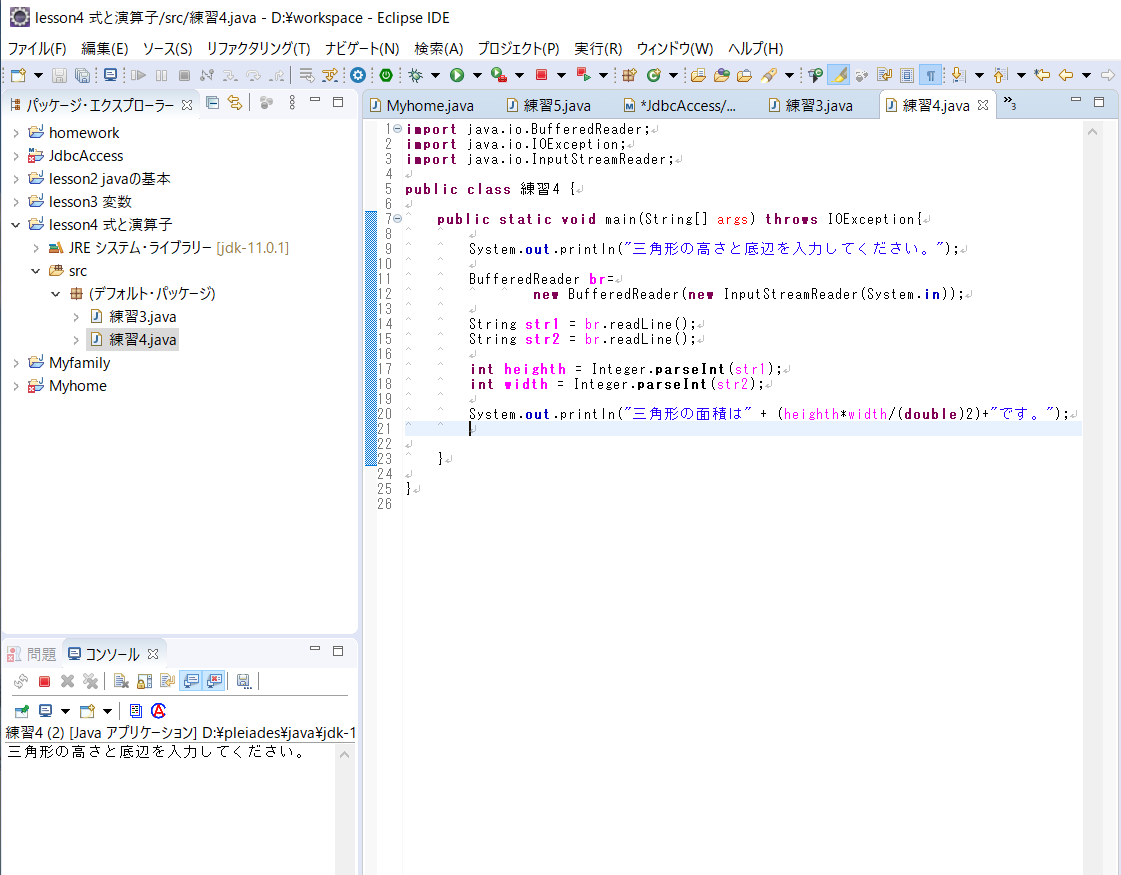 lesson4 式と演算子/src/練習4.java - D:¥workspace - Eclipse IDE
ファイル(F) 編集(E) ソース(S) リファクタリング(T) ナビゲート(N) 検索(A) プロジェクト(P) 実行(R) ウィンドウ(W) ヘルプ(H)
パッケージ・エクスプローラー
homework
JdbcAccess
lesson2 javaの基本
lesson3 変数
lesson4 式と演算子
JRE システム・ライブラリー [jdk-11.0.1]
src
(デフォルト・パッケージ)
練習3.java
練習4.java
Myfamily
Myhome
Myhome.java 練習5.java *JdbcAccess/... 練習3.java 練習4.java »3
1 import java.io.BufferedReader;
2 import java.io.IOException;
3 import java.io.InputStreamReader;
4
5 public class 練習4 {
6
7 public static void main(String[] args) throws IOException{
8
9 System.out.println("三角形の高さと底辺を入力してください。");
10
11 BufferedReader br=
12 new BufferedReader(new InputStreamReader(System.in));
13
14 String str1 = br.readLine();
15 String str2 = br.readLine();
16
17 int heighth = Integer.parseInt(str1);
18 int width = Integer.parseInt(str2);
19
20 System.out.println("三角形の面積は" + (heighth*width/(double)2)+"です。");
21
22
23 }
24
25 }
26
問題 コンソール
練習4 (2) [Java アプリケーション] D:¥pleiades¥java¥jdk-1
三角形の高さと底辺を入力してください。